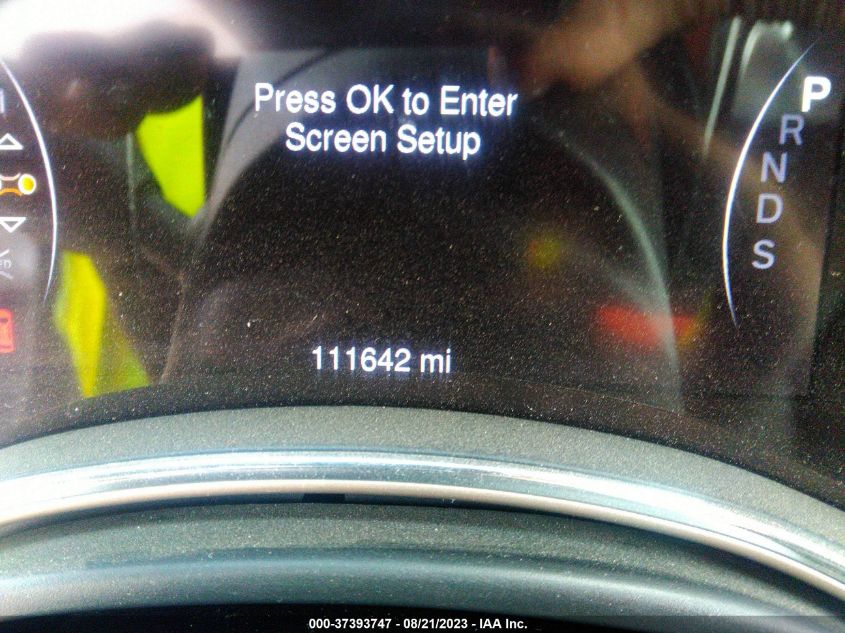 Press OK to Enter
Screen Setup
P
R
N
D
S
111642 mi
000-37393747 - 08/21/2023 - IAA Inc.